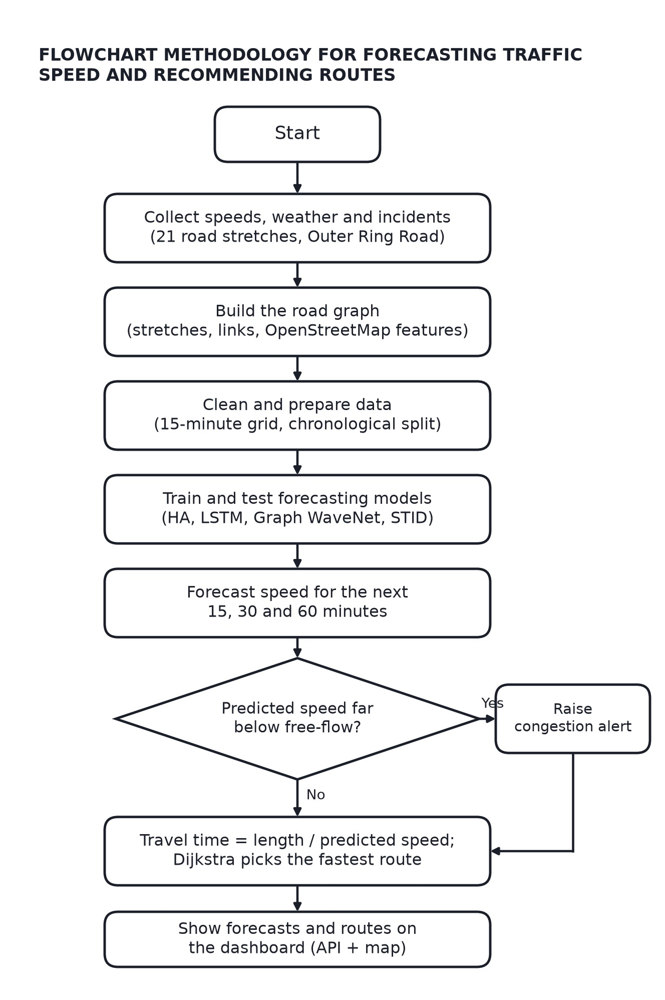 FLOWCHART METHODOLOGY FOR FORECASTING TRAFFIC
SPEED AND RECOMMENDING ROUTES
Start
Collect speeds, weather and incidents
(21 road stretches, Outer Ring Road)
Build the road graph
(stretches, links, OpenStreetMap features)
Clean and prepare data
(15-minute grid, chronological split)
Train and test forecasting models
(HA, LSTM, Graph WaveNet, STID)
Forecast speed for the next
15, 30 and 60 minutes
Predicted speed far
below free-flow?
Yes
Raise
congestion alert
No
Travel time = length / predicted speed;
Dijkstra picks the fastest route
Show forecasts and routes on
the dashboard (API + map)